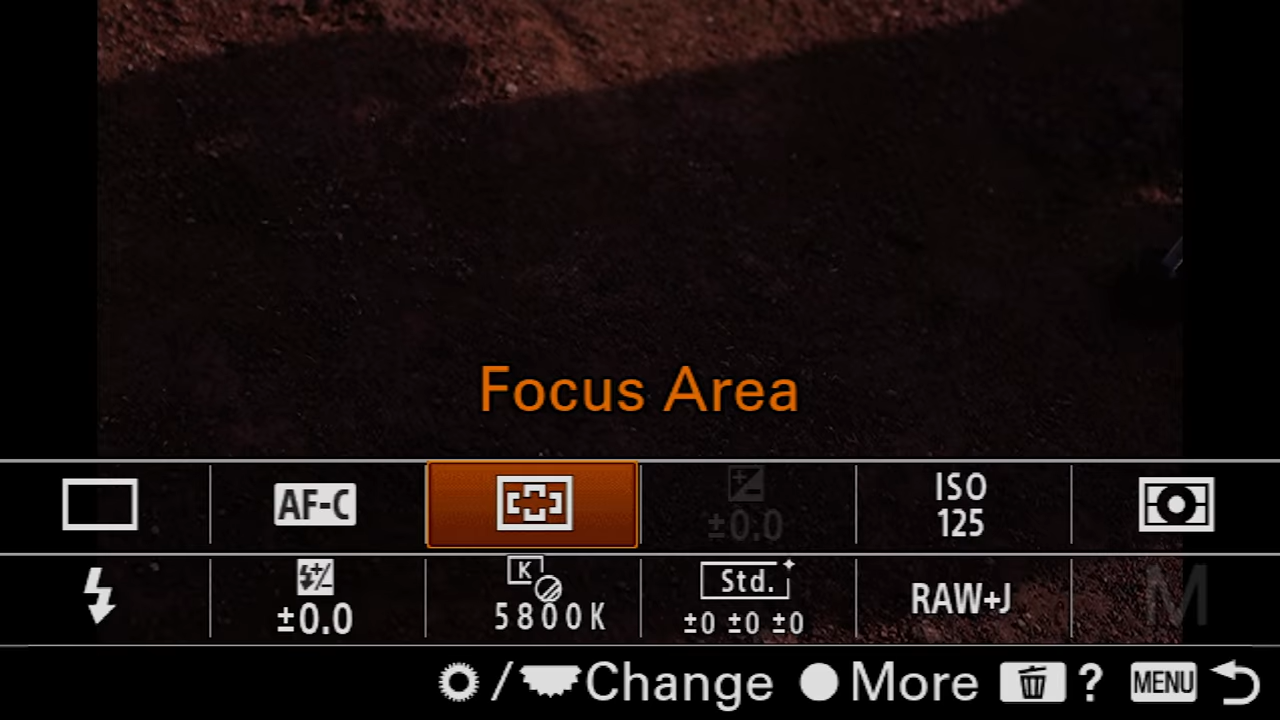 Focus Area
AF-C
±0.0
ISO
125
±0.0
K
5800K
Std.
±0 ±0 ±0
RAW+J
M
/ Change
More
?
MENU